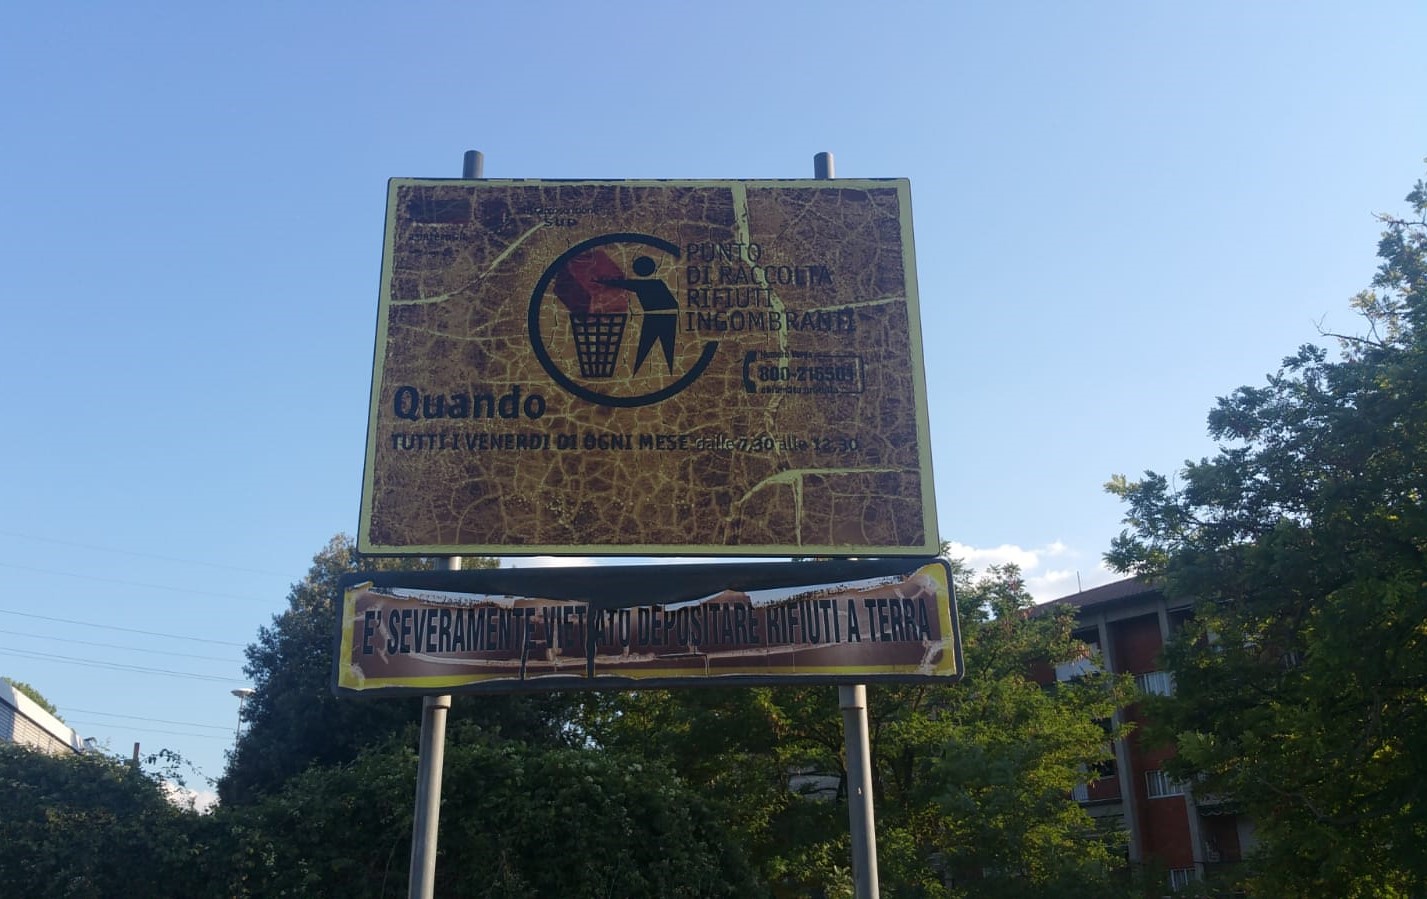 PUNTO
DI RACCOLTA
RIFIUTI
INGOMBRANTI
Quando
TUTTI I VENERDI DI OGNI MESE dalle 7,30 alle 12,30
E' SEVERAMENTE VIETATO DEPOSITARE RIFIUTI A TERRA